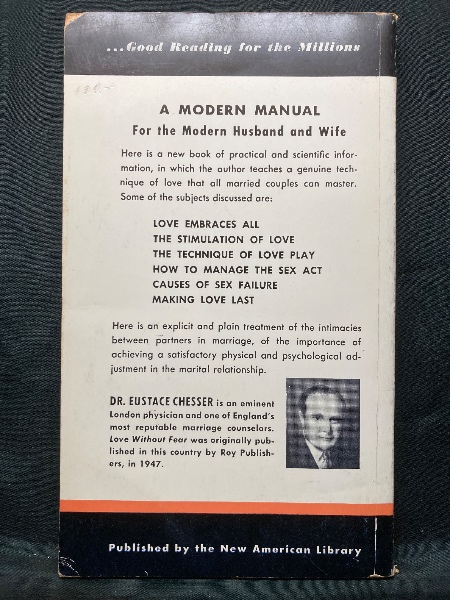 ...Good Reading for the Millions
A MODERN MANUAL
For the Modern Husband and Wife
Here is a new book of practical and scientific infor-
mation, in which the author teaches a genuine tech-
nique of love that all married couples can master.
Some of the subjects discussed are:
LOVE EMBRACES ALL
THE STIMULATION OF LOVE
THE TECHNIQUE OF LOVE PLAY
HOW TO MANAGE THE SEX ACT
CAUSES OF SEX FAILURE
MAKING LOVE LAST
Here is an explicit and plain treatment of the intimacies
between partners in marriage, of the importance of
achieving a satisfactory physical and psychological ad-
justment in the marital relationship.
DR. EUSTACE CHESSER is an eminent
London physician and one of England's
most reputable marriage counselors.
Love Without Fear was originally pub-
lished in this country by Roy Publish-
ers, in 1947.
Published by the New American Library